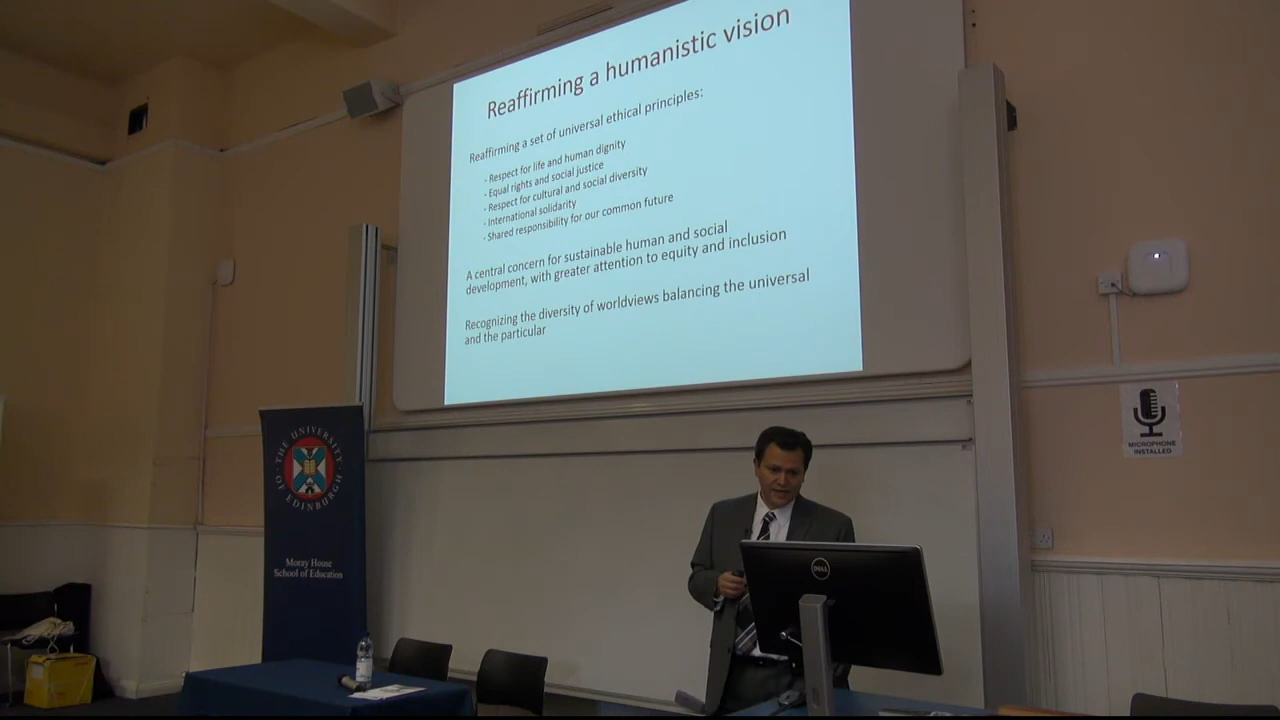 Reaffirming a humanistic vision
Reaffirming a set of universal ethical principles:
- Respect for life and human dignity
- Equal rights and social justice
- Respect for cultural and social diversity
- International solidarity
- Shared responsibility for our common future
A central concern for sustainable human and social
development, with greater attention to equity and inclusion
Recognizing the diversity of worldviews balancing the universal
and the particular
THE UNIVERSITY
OF EDINBURGH
Moray House
School of Education
MICROPHONE
INSTALLED
DELL